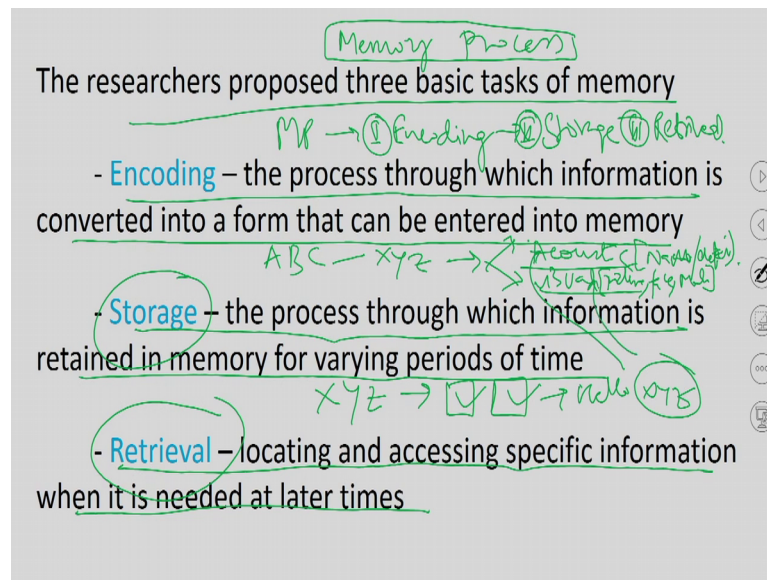 Memory Process
The researchers proposed three basic tasks of memory
MP → I Encoding - II Storage III Retrieval
- Encoding – the process through which information is
converted into a form that can be entered into memory
ABC — XYZ → Acoustic
Visual
- Storage – the process through which information is
retained in memory for varying periods of time
XYZ → → Hello XYZ
- Retrieval – locating and accessing specific information
when it is needed at later times